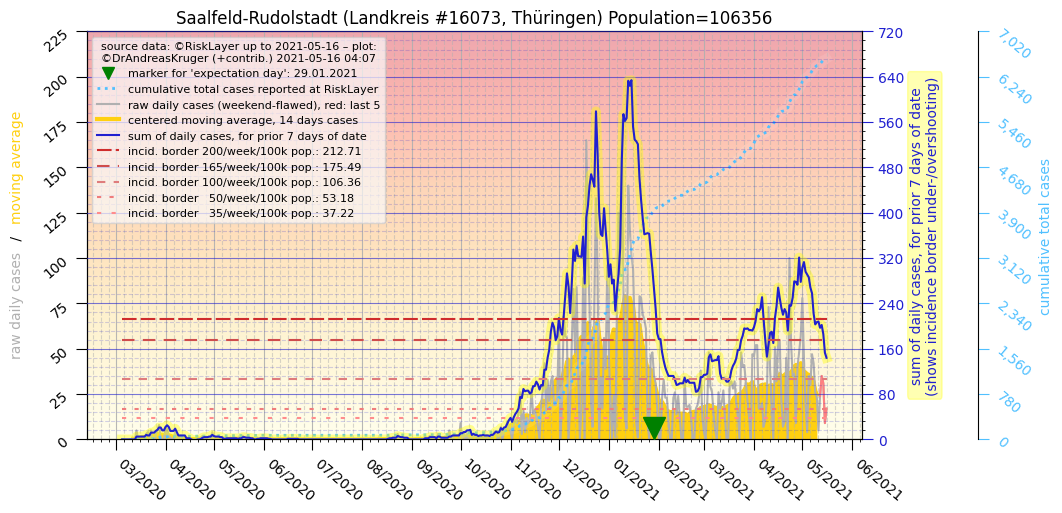 Saalfeld-Rudolstadt (Landkreis #16073, Thüringen) Population=106356
source data: ©RiskLayer up to 2021-05-16 – plot:
©DrAndreasKruger (+contrib.) 2021-05-16 04:07
marker for 'expectation day': 29.01.2021
cumulative total cases reported at RiskLayer
raw daily cases (weekend-flawed), red: last 5
centered moving average, 14 days cases
sum of daily cases, for prior 7 days of date
incid. border 200/week/100k pop.: 212.71
incid. border 165/week/100k pop.: 175.49
incid. border 100/week/100k pop.: 106.36
incid. border   50/week/100k pop.: 53.18
incid. border   35/week/100k pop.: 37.22
raw daily cases  /  moving average
225
200
175
150
125
100
75
50
25
0
03/2020
04/2020
05/2020
06/2020
07/2020
08/2020
09/2020
10/2020
11/2020
12/2020
01/2021
02/2021
03/2021
04/2021
05/2021
06/2021
720
640
560
480
400
320
240
160
80
0
sum of daily cases, for prior 7 days of date
(shows incidence border under-/overshooting)
7,020
6,240
5,460
4,680
3,900
3,120
2,340
1,560
780
0
cumulative total cases